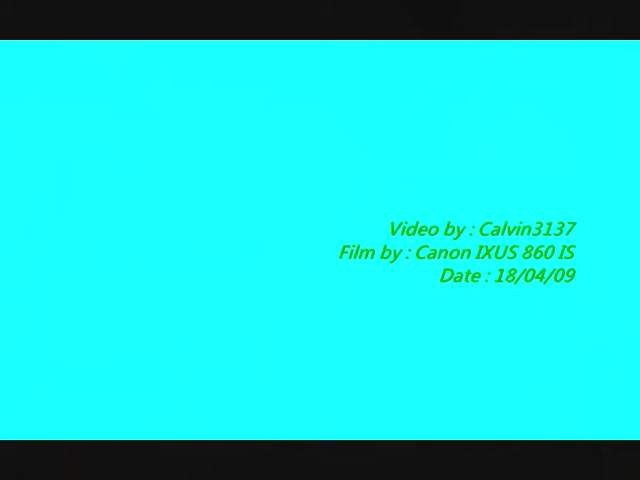 Video by : Calvin3137
Film by : Canon IXUS 860 IS
Date : 18/04/09